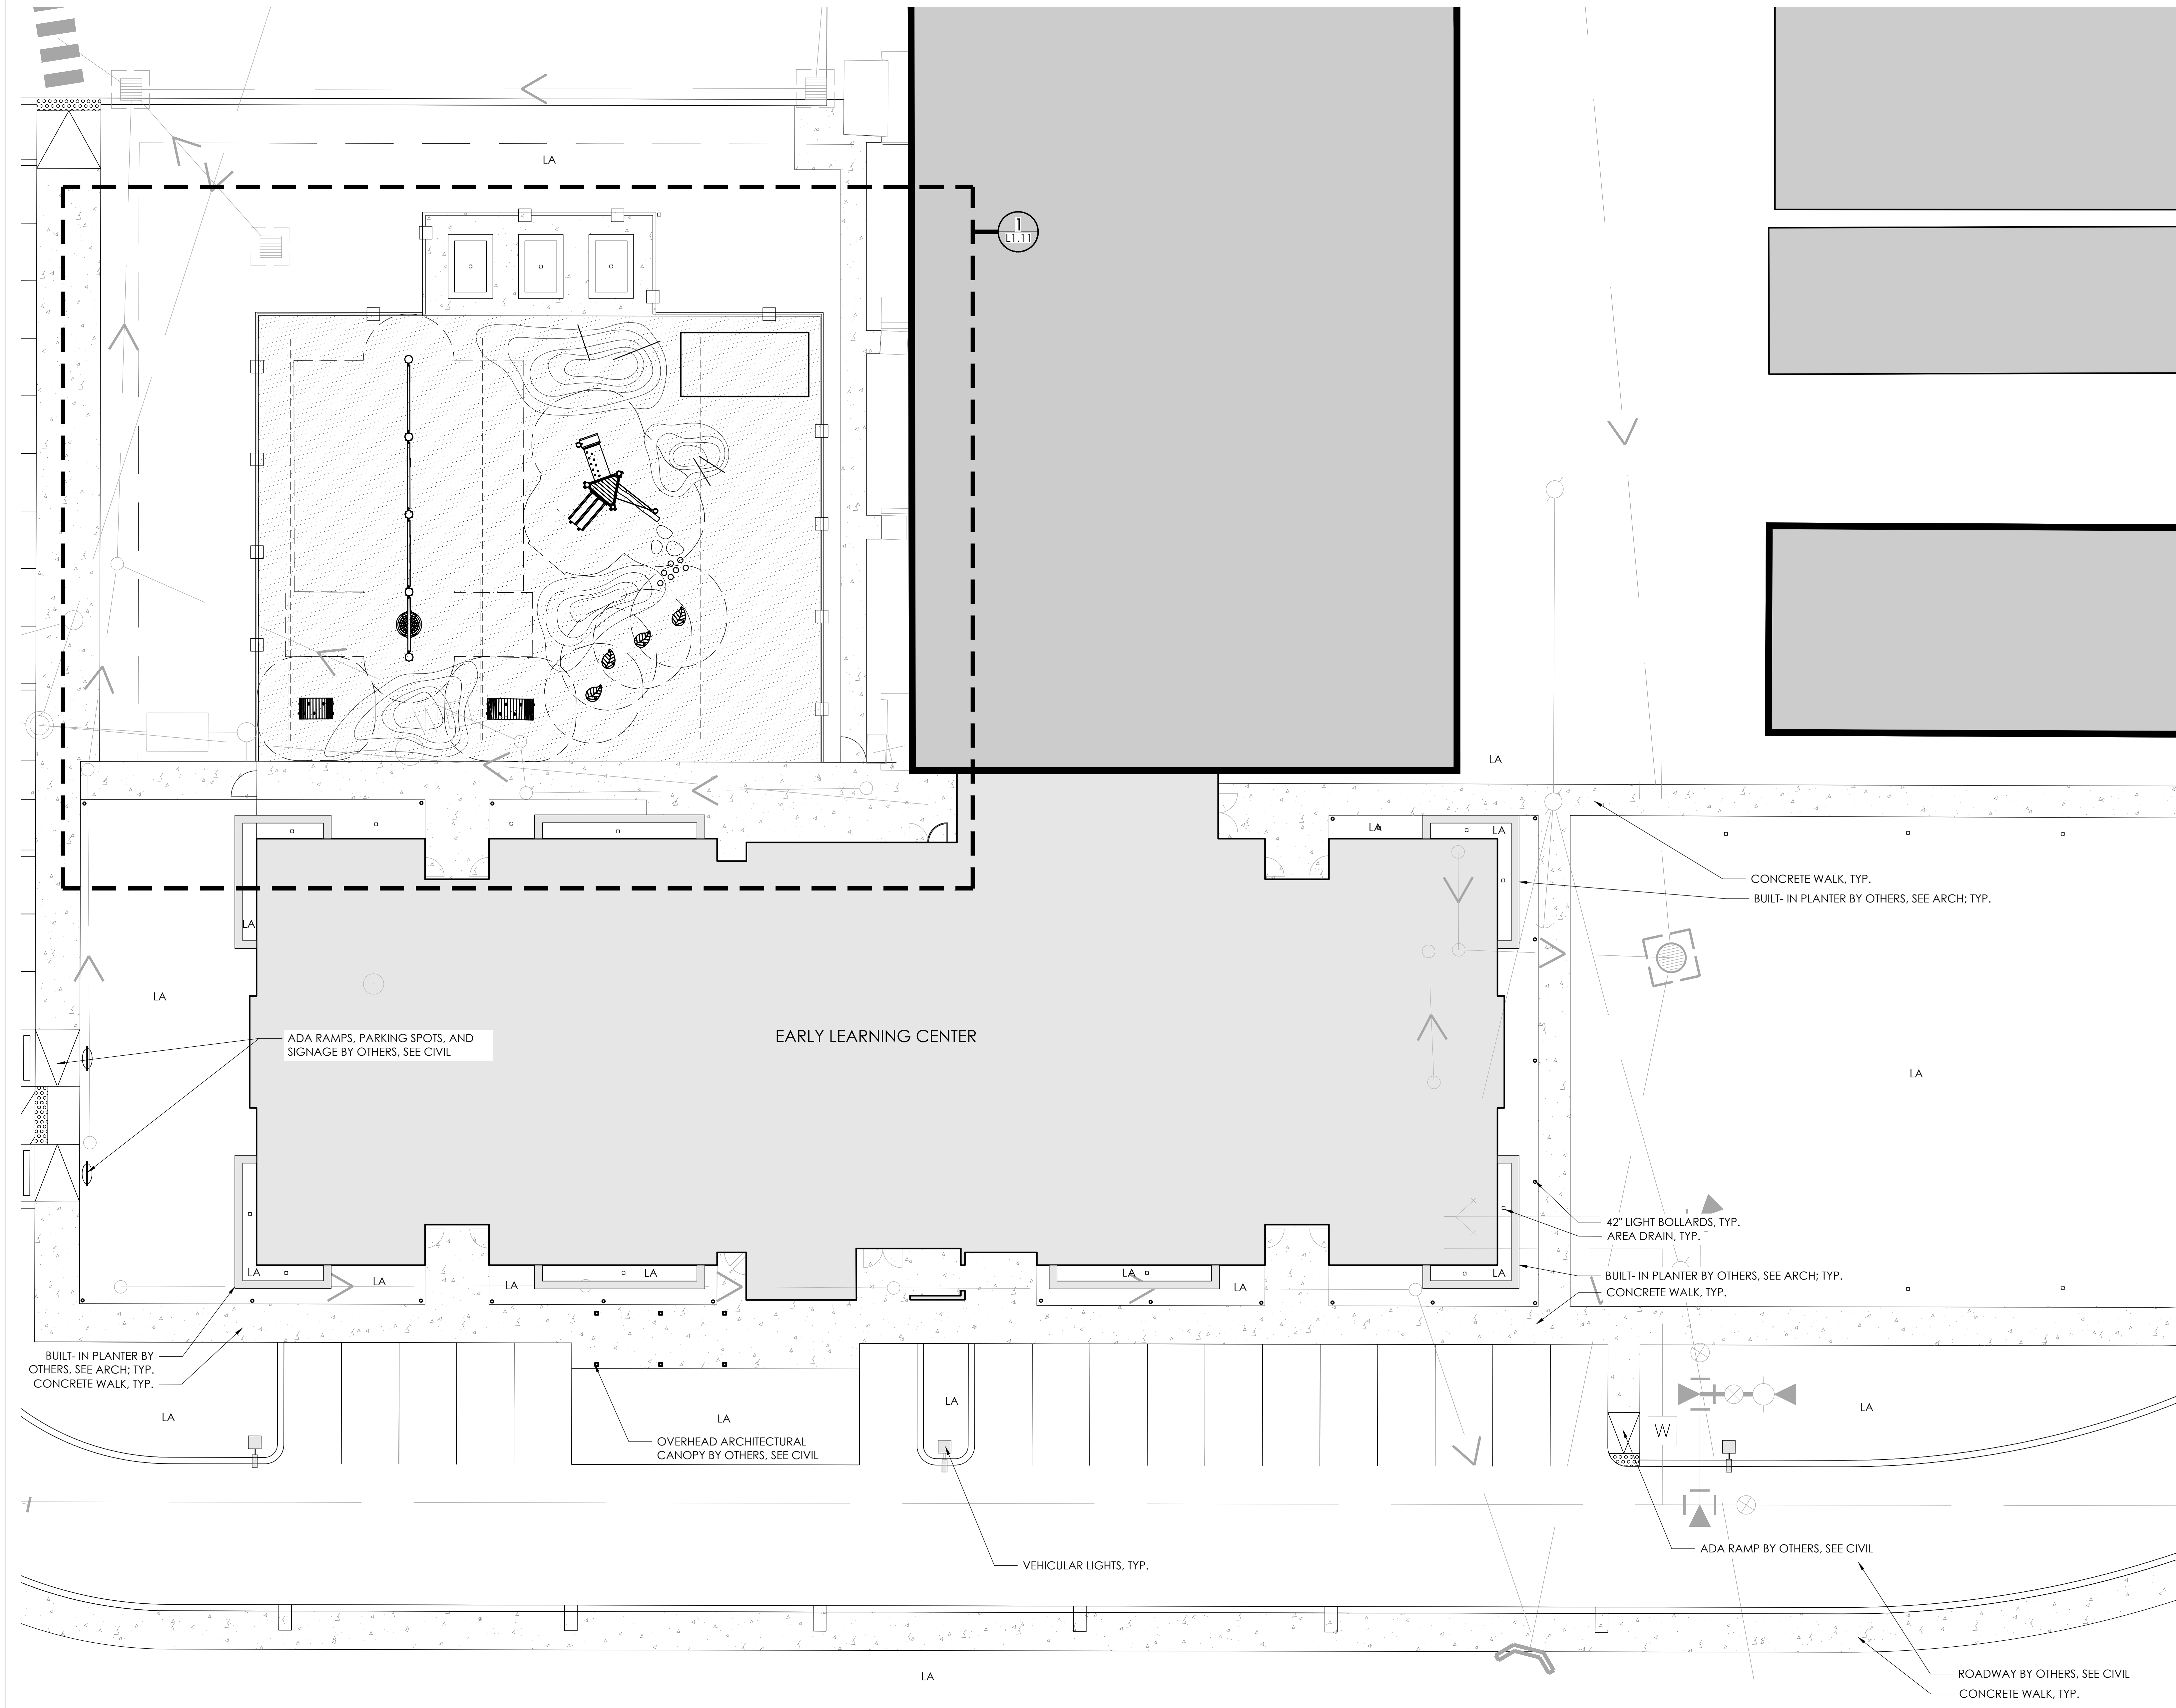 LA
1
L1.11
W
LA
LA
LA
LA
CONCRETE WALK, TYP.
BUILT- IN PLANTER BY OTHERS, SEE ARCH; TYP.
LA
LA
EARLY LEARNING CENTER
ADA RAMPS, PARKING SPOTS, AND
SIGNAGE BY OTHERS, SEE CIVIL
LA
42" LIGHT BOLLARDS, TYP.
AREA DRAIN, TYP.
LA
LA
LA
LA
LA
LA
LA
BUILT- IN PLANTER BY OTHERS, SEE ARCH; TYP.
CONCRETE WALK, TYP.
BUILT- IN PLANTER BY
OTHERS, SEE ARCH; TYP.
CONCRETE WALK, TYP.
LA
LA
LA
LA
W
OVERHEAD ARCHITECTURAL
CANOPY BY OTHERS, SEE CIVIL
VEHICULAR LIGHTS, TYP.
ADA RAMP BY OTHERS, SEE CIVIL
LA
ROADWAY BY OTHERS, SEE CIVIL
CONCRETE WALK, TYP.